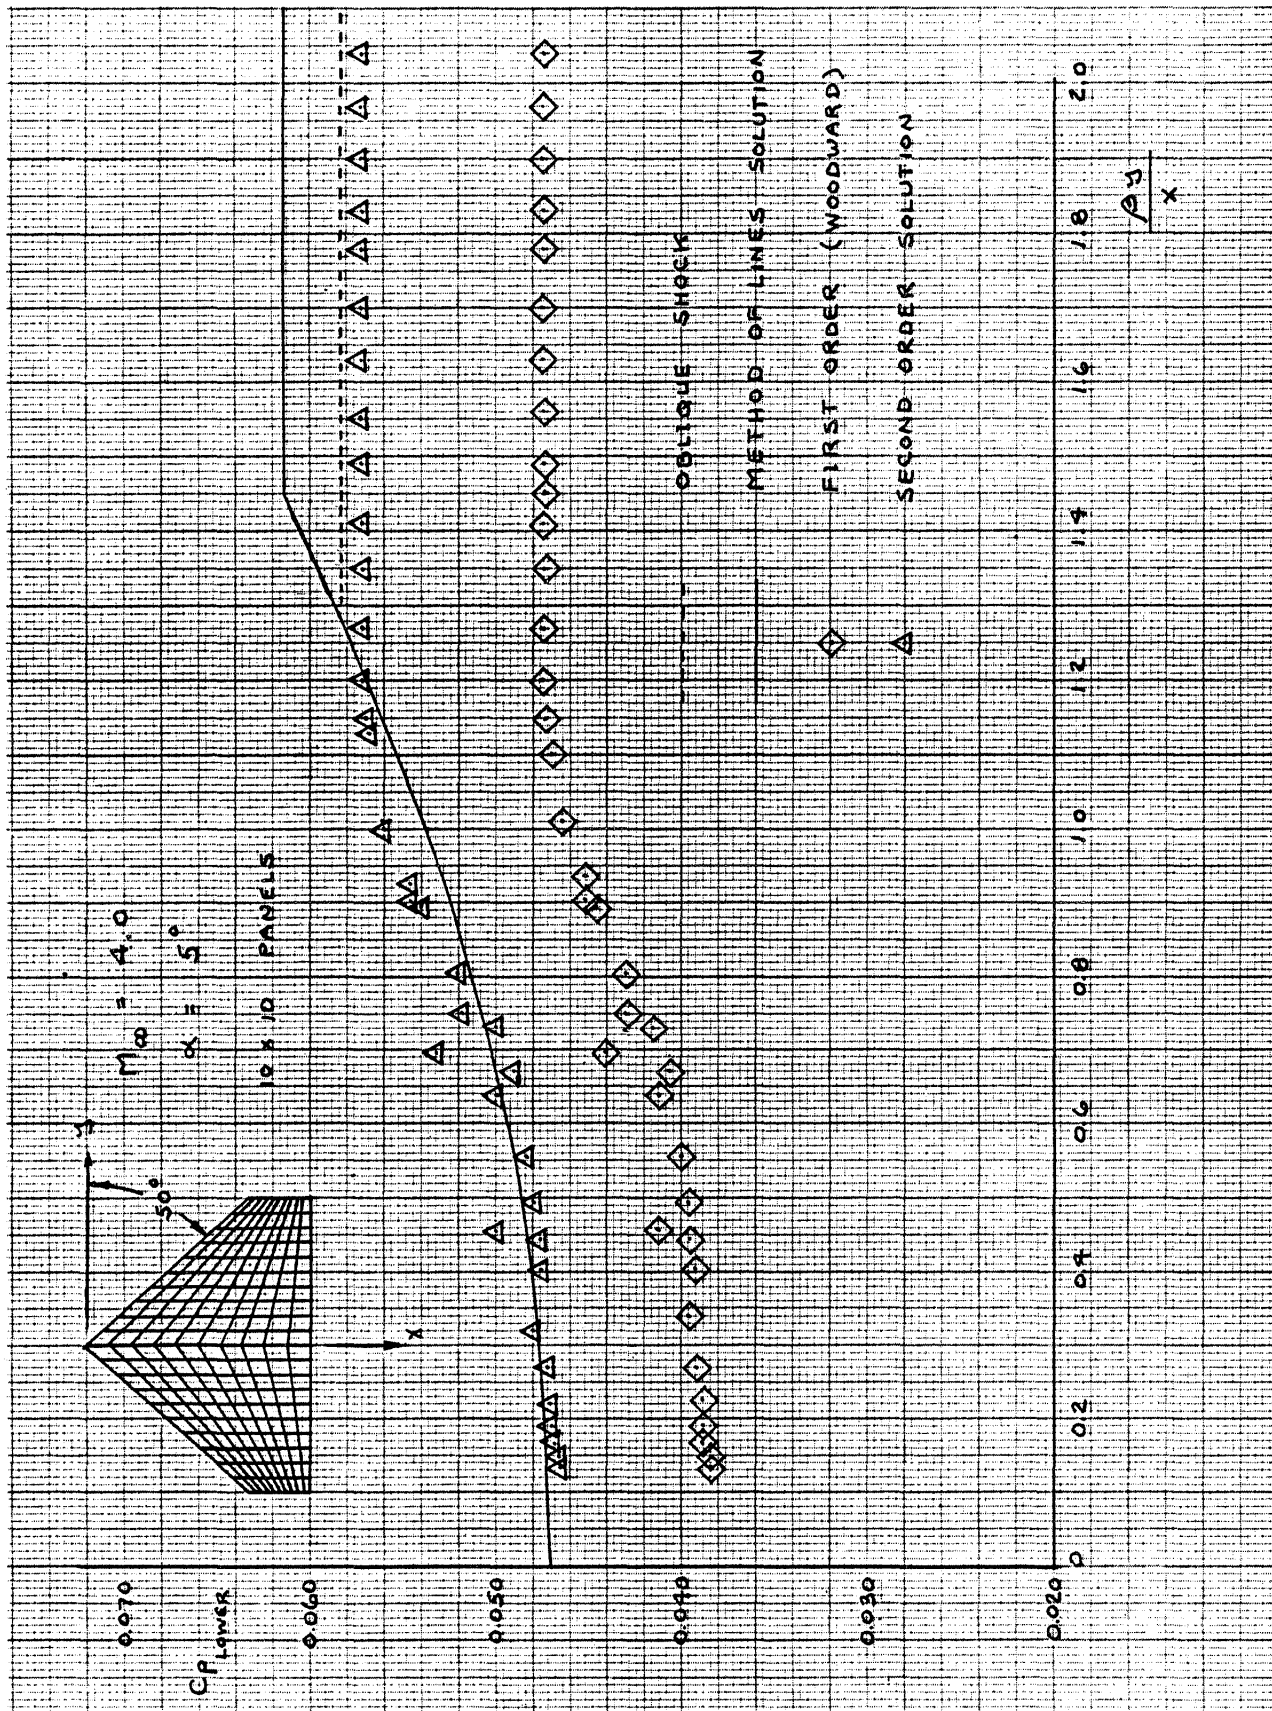 0.070
CP LOWER
0.060
0.050
0.040
0.030
0.020
y
50°
x
M∞ = 4.0
α = 5°
10 x 10 PANELS
OBLIQUE SHOCK
METHOD OF LINES SOLUTION
FIRST ORDER (WOODWARD)
SECOND ORDER SOLUTION
0 0.2 0.4 0.6 0.8 1.0 1.2 1.4 1.6 1.8 2.0
βy
x